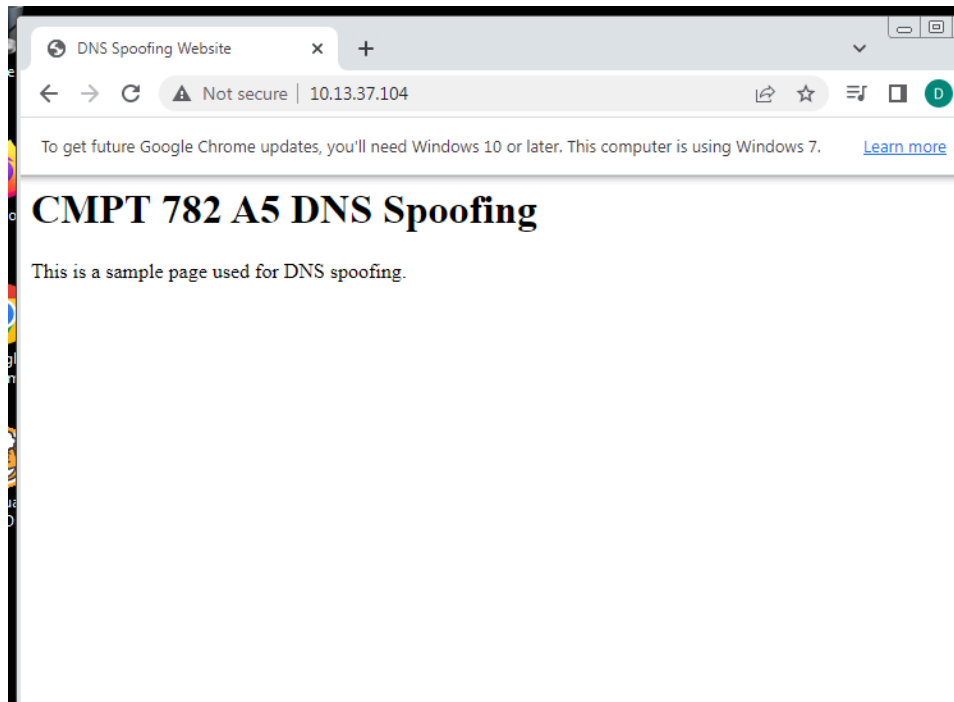 DNS Spoofing Website
Not secure | 10.13.37.104
D
To get future Google Chrome updates, you'll need Windows 10 or later. This computer is using Windows 7. Learn more
CMPT 782 A5 DNS Spoofing
This is a sample page used for DNS spoofing.